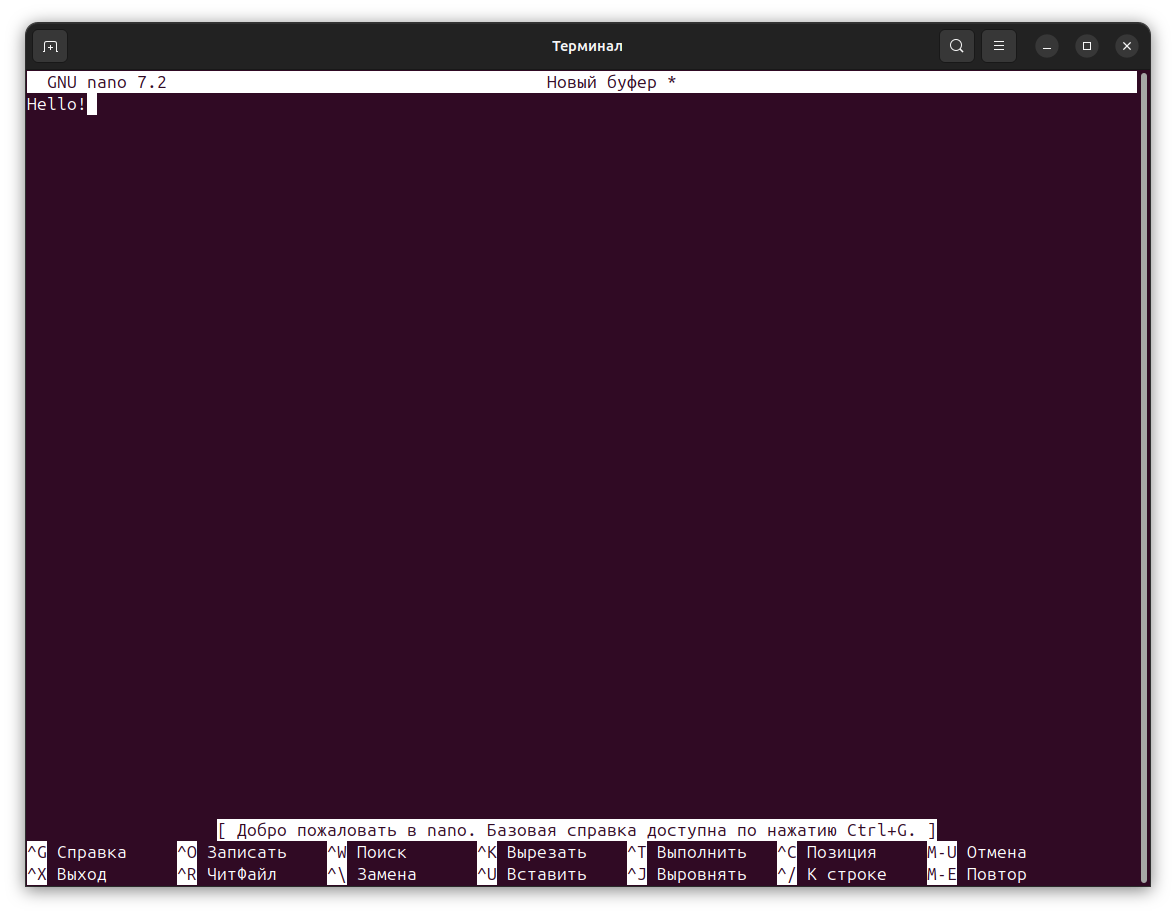 Терминал
GNU nano 7.2 Новый буфер *
Hello!
[ Добро пожаловать в nano. Базовая справка доступна по нажатию Ctrl+G. ]
^G Справка ^O Записать ^W Поиск ^K Вырезать ^T Выполнить ^C Позиция M-U Отмена
^X Выход ^R ЧитФайл ^\ Замена ^U Вставить ^J Выровнять ^/ К строке M-E Повтор